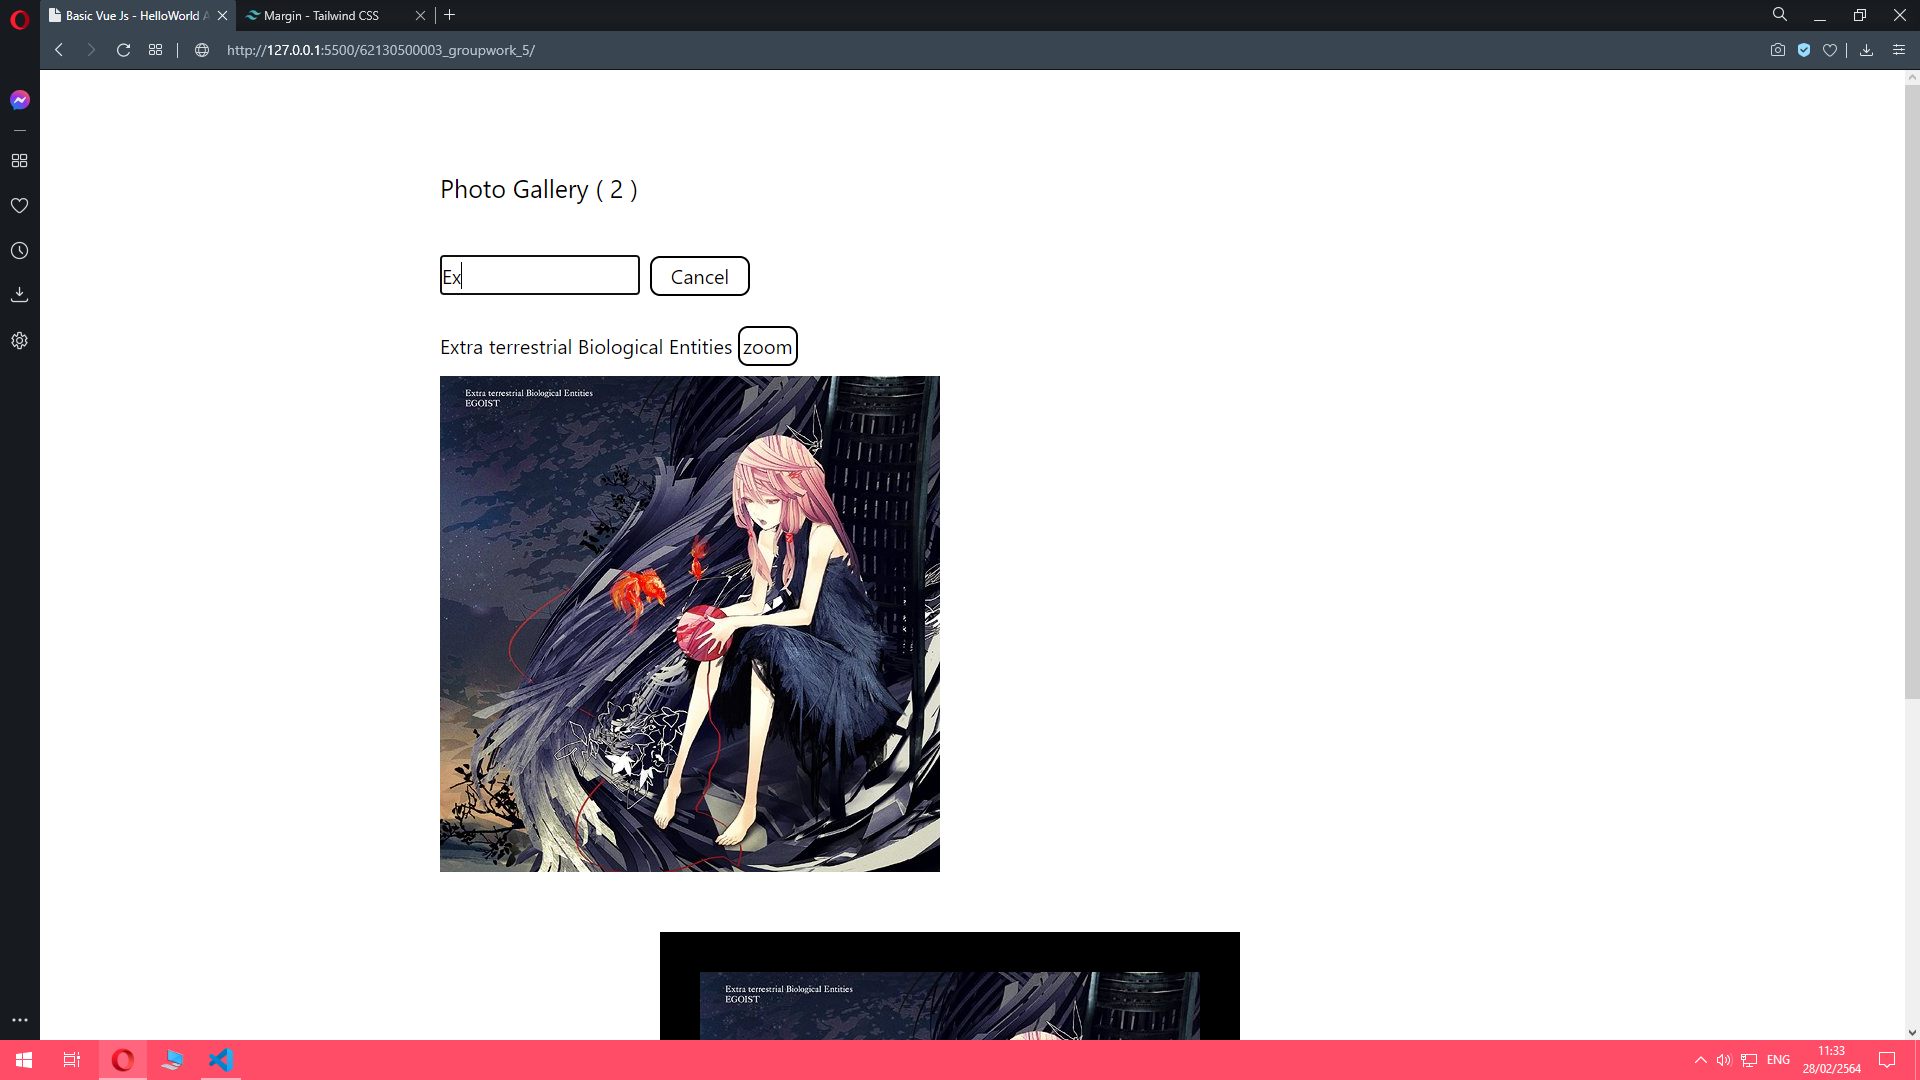 Basic Vue Js - HelloWorld A
Margin - Tailwind CSS
http://127.0.0.1:5500/62130500003_groupwork_5/
Photo Gallery ( 2 )
Ex
Cancel
Extra terrestrial Biological Entities
zoom
Extra terrestrial Biological Entities
EGOIST
Extra terrestrial Biological Entities
EGOIST
ENG
11:33
28/02/2564